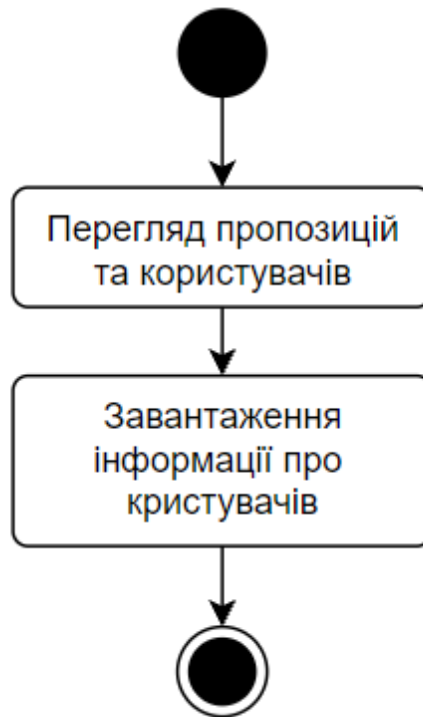 Перегляд пропозицій
та користувачів
Завантаження
інформації про
кристувачів